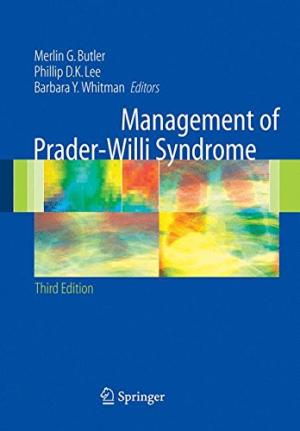 Merlin G. Butler
Phillip D.K. Lee
Barbara Y. Whitman Editors
Management of
Prader-Willi Syndrome
Third Edition
Springer